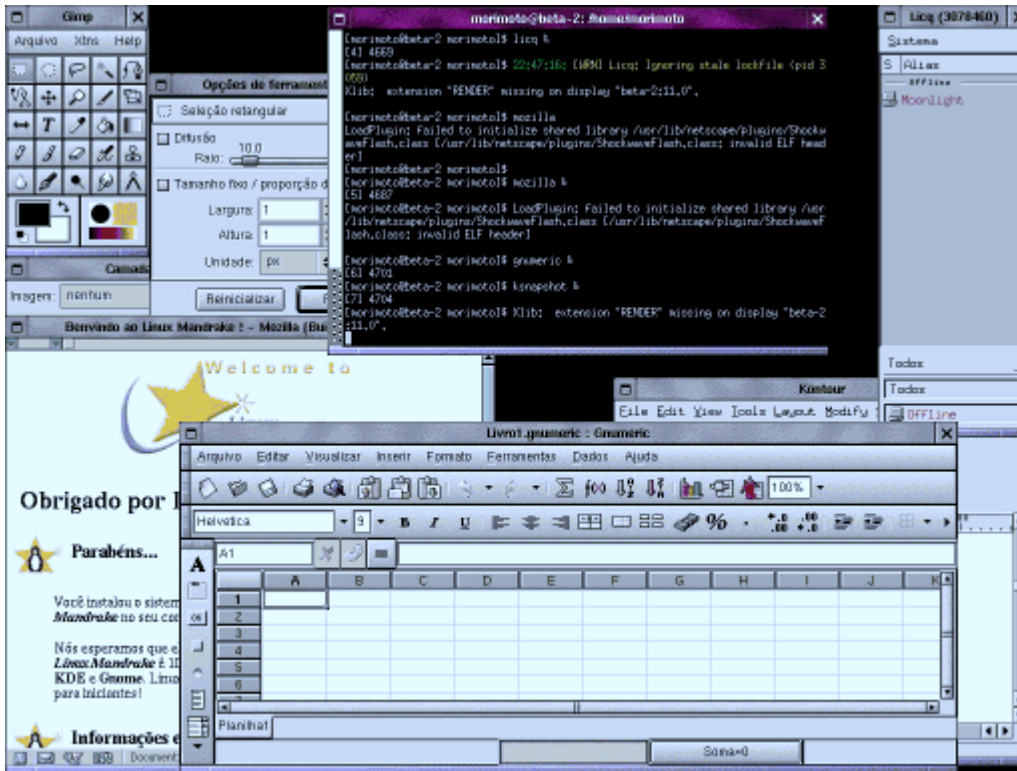 Gimp
Arquivo Xtns Help
Opções de ferrament
Seleção retangular
Difusão
Raio: 10.0
Tamanho fixo / proporção d
Largura: 1
Altura: 1
Unidade: px
Reinicializar
Camada
Imagem: nenhum
morimoto@beta-2: /home/morimoto
[morimoto@beta-2 morimoto]$ licq &
[4] 4669
[morimoto@beta-2 morimoto]$ 22:47:16: [WRN] Licq: Ignoring stale lockfile (pid 3
059)
Xlib: extension "RENDER" missing on display "beta-2:11.0".
[morimoto@beta-2 morimoto]$ mozilla
LoadPlugin: failed to initialize shared library /usr/lib/netscape/plugins/Shockw
aveFlash.class [/usr/lib/netscape/plugins/ShockwaveFlash.class: invalid ELF head
er]
[morimoto@beta-2 morimoto]$
[morimoto@beta-2 morimoto]$ mozilla &
[5] 4687
[morimoto@beta-2 morimoto]$ LoadPlugin: failed to initialize shared library /usr
/lib/netscape/plugins/ShockwaveFlash.class [/usr/lib/netscape/plugins/Shockwavef
lash.class: invalid ELF header]
[morimoto@beta-2 morimoto]$ gnumeric &
[6] 4701
[morimoto@beta-2 morimoto]$ ksnapshot &
[7] 4704
[morimoto@beta-2 morimoto]$ Xlib: extension "RENDER" missing on display "beta-2
:11.0".
Licq (3078460)
Sistema
S Alias
Offline
Moonlight
Todos
Todos
Offline
Benvindo ao Linux Mandrake ! - Mozilla (Bu
Welcome to
Linux
Obrigado por
Parabéns...
Você instalou o sistem
Mandrake no seu co
Nós esperamos que e
Linux Mandrake é
KDE e Gnome. Linu
para iniciantes!
Informações e
Document:
Kontour
File Edit View Tools Layout Modify
Livro1.gnumeric : Gnumeric
Arquivo Editar Visualizar Inserir Formato Ferramentas Dados Ajuda
100%
Helvetica 9 B I U %
A1
A B C D E F G H I J K
1
2
3
4
5
6
7
Planilha1
Soma=0